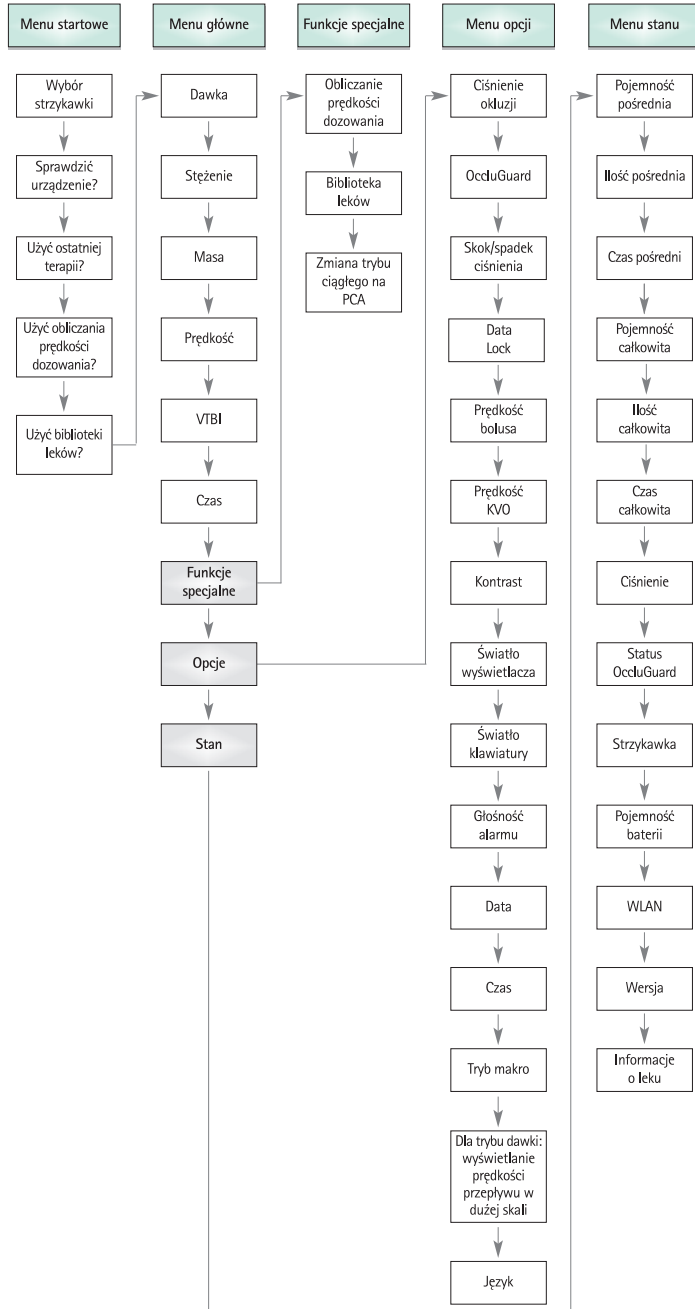 Menu startowe
Wybór
strzykawki
Sprawdzić
urządzenie?
Użyć ostatniej
terapii?
Użyć obliczania
prędkości
dozowania?
Użyć biblioteki
leków?
Menu główne
Dawka
Stężenie
Masa
Prędkość
VTBI
Czas
Funkcje
specjalne
Opcje
Stan
Funkcje specjalne
Obliczanie
prędkości
dozowania
Biblioteka
leków
Zmiana trybu
ciągłego na
PCA
Menu opcji
Ciśnienie
okluzji
OccluGuard
Skok/spadek
ciśnienia
Data
Lock
Prędkość
bolusa
Prędkość
KVO
Kontrast
Światło
wyświetlacza
Światło
klawiatury
Głośność
alarmu
Data
Czas
Tryb makro
Dla trybu dawki:
wyświetlanie
prędkości
przepływu w
dużej skali
Język
Menu stanu
Pojemność
pośrednia
Ilość pośrednia
Czas pośredni
Pojemność
całkowita
Ilość
całkowita
Czas
całkowita
Ciśnienie
Status
OccluGuard
Strzykawka
Pojemność
baterii
WLAN
Wersja
Informacje
o leku